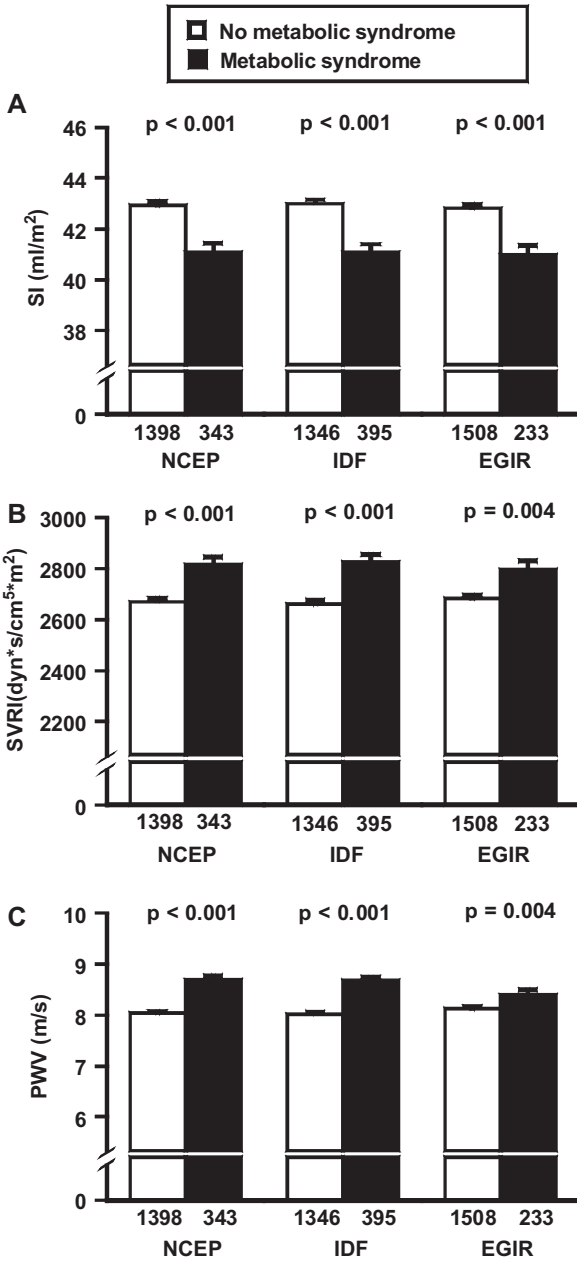 No metabolic syndrome
Metabolic syndrome
A
p < 0.001 p < 0.001 p < 0.001
SI (ml/m²)
46
44
42
40
38
0
1398 343 1346 395 1508 233
NCEP IDF EGIR
B
p < 0.001 p < 0.001 p = 0.004
SVRI(dyn*s/cm⁵*m²)
3000
2800
2600
2400
2200
0
1398 343 1346 395 1508 233
NCEP IDF EGIR
C
p < 0.001 p < 0.001 p = 0.004
PWV (m/s)
10
9
8
7
6
0
1398 343 1346 395 1508 233
NCEP IDF EGIR